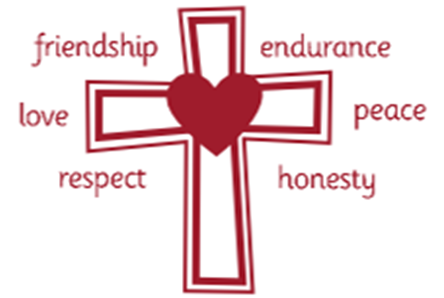 friendship endurance
love peace
respect honesty